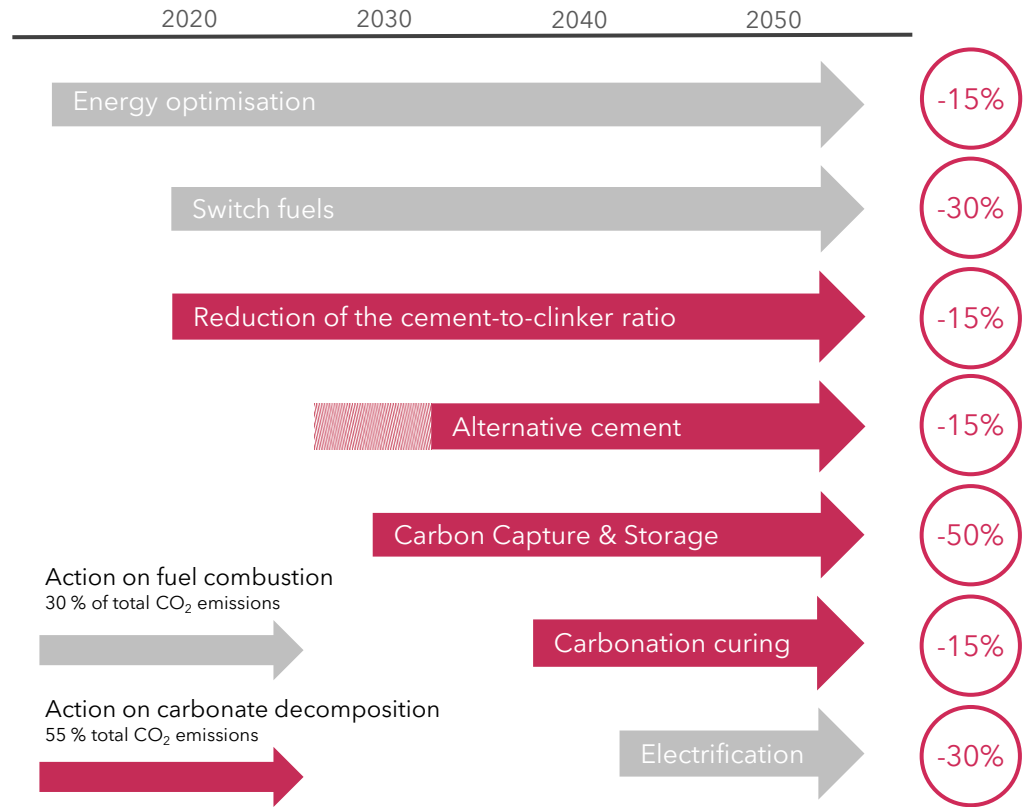 2020 2030 2040 2050
Energy optimisation
-15%
Switch fuels
-30%
Reduction of the cement-to-clinker ratio
-15%
Alternative cement
-15%
Carbon Capture & Storage
-50%
Action on fuel combustion
30 % of total CO₂ emissions
Carbonation curing
-15%
Action on carbonate decomposition
55 % total CO₂ emissions
Electrification
-30%